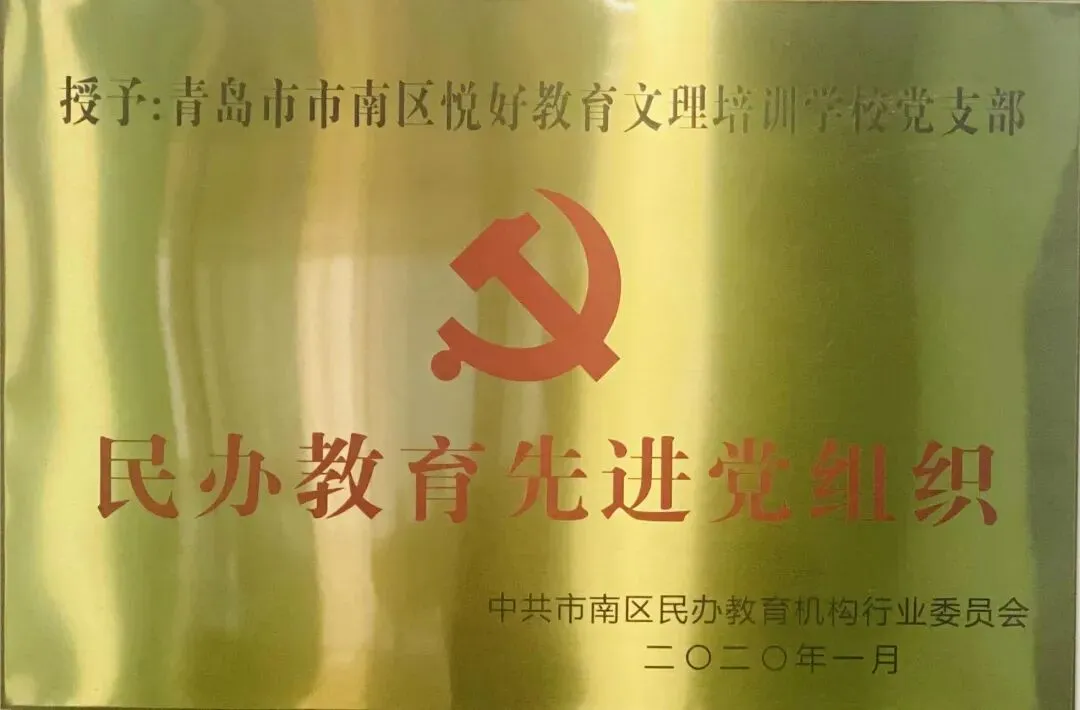 授予:青岛市市南区悦好教育文理培训学校党支部
民办教育先进党组织
中共市南区民办教育机构行业委员会
二〇二〇年一月